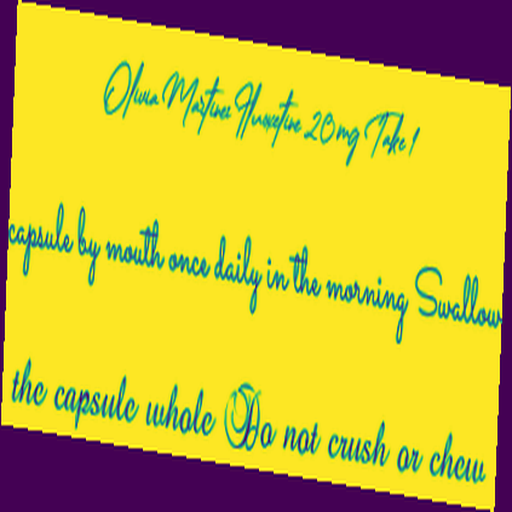 Olivia Martinez Fluoxetine 20mg Take 1
capsule by mouth once daily in the morning Swallow
the capsule whole Do not crush or chew